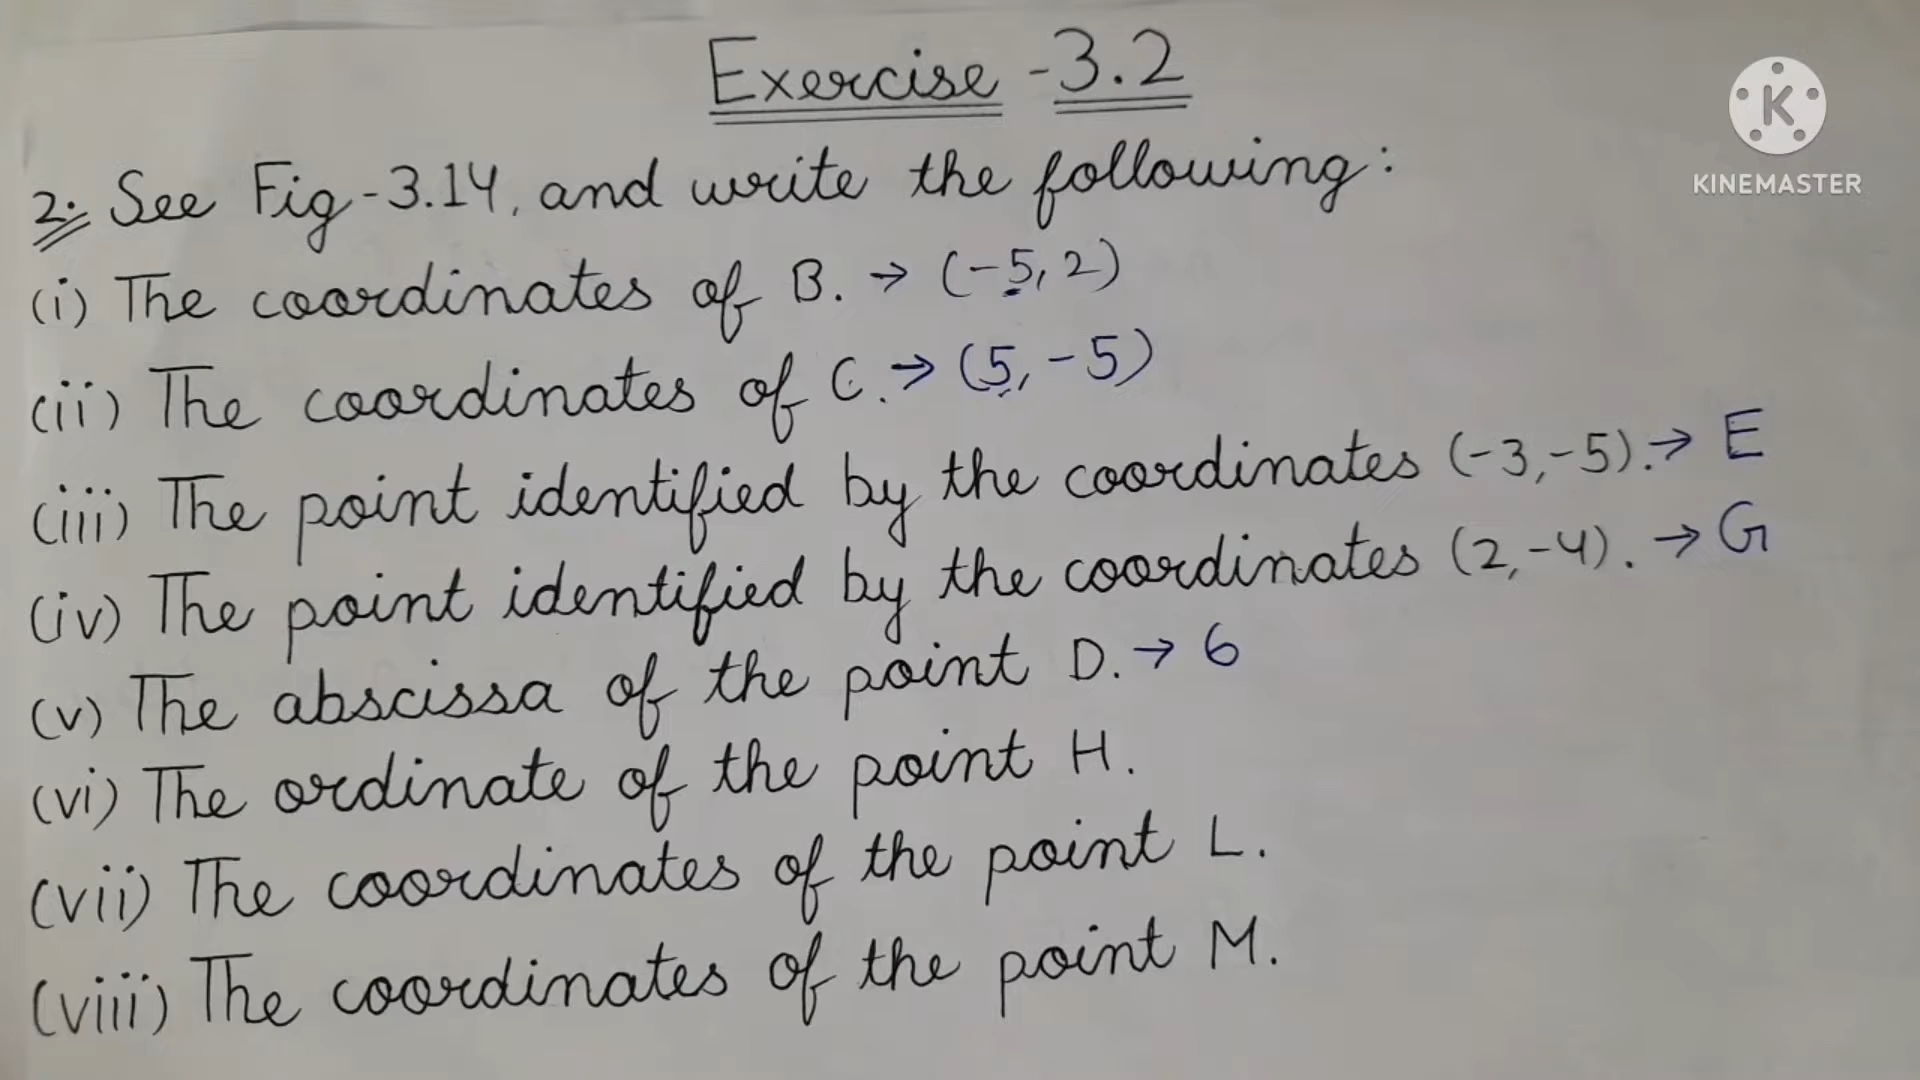 Exercise - 3.2
K
KINEMASTER
2. See Fig - 3.14, and write the following:
(i) The coordinates of B. → (-5, 2)
(ii) The coordinates of C. → (5, -5)
(iii) The point identified by the coordinates (-3, -5). → E
(iv) The point identified by the coordinates (2, -4). → G
(v) The abscissa of the point D. → 6
(vi) The ordinate of the point H.
(vii) The coordinates of the point L.
(viii) The coordinates of the point M.